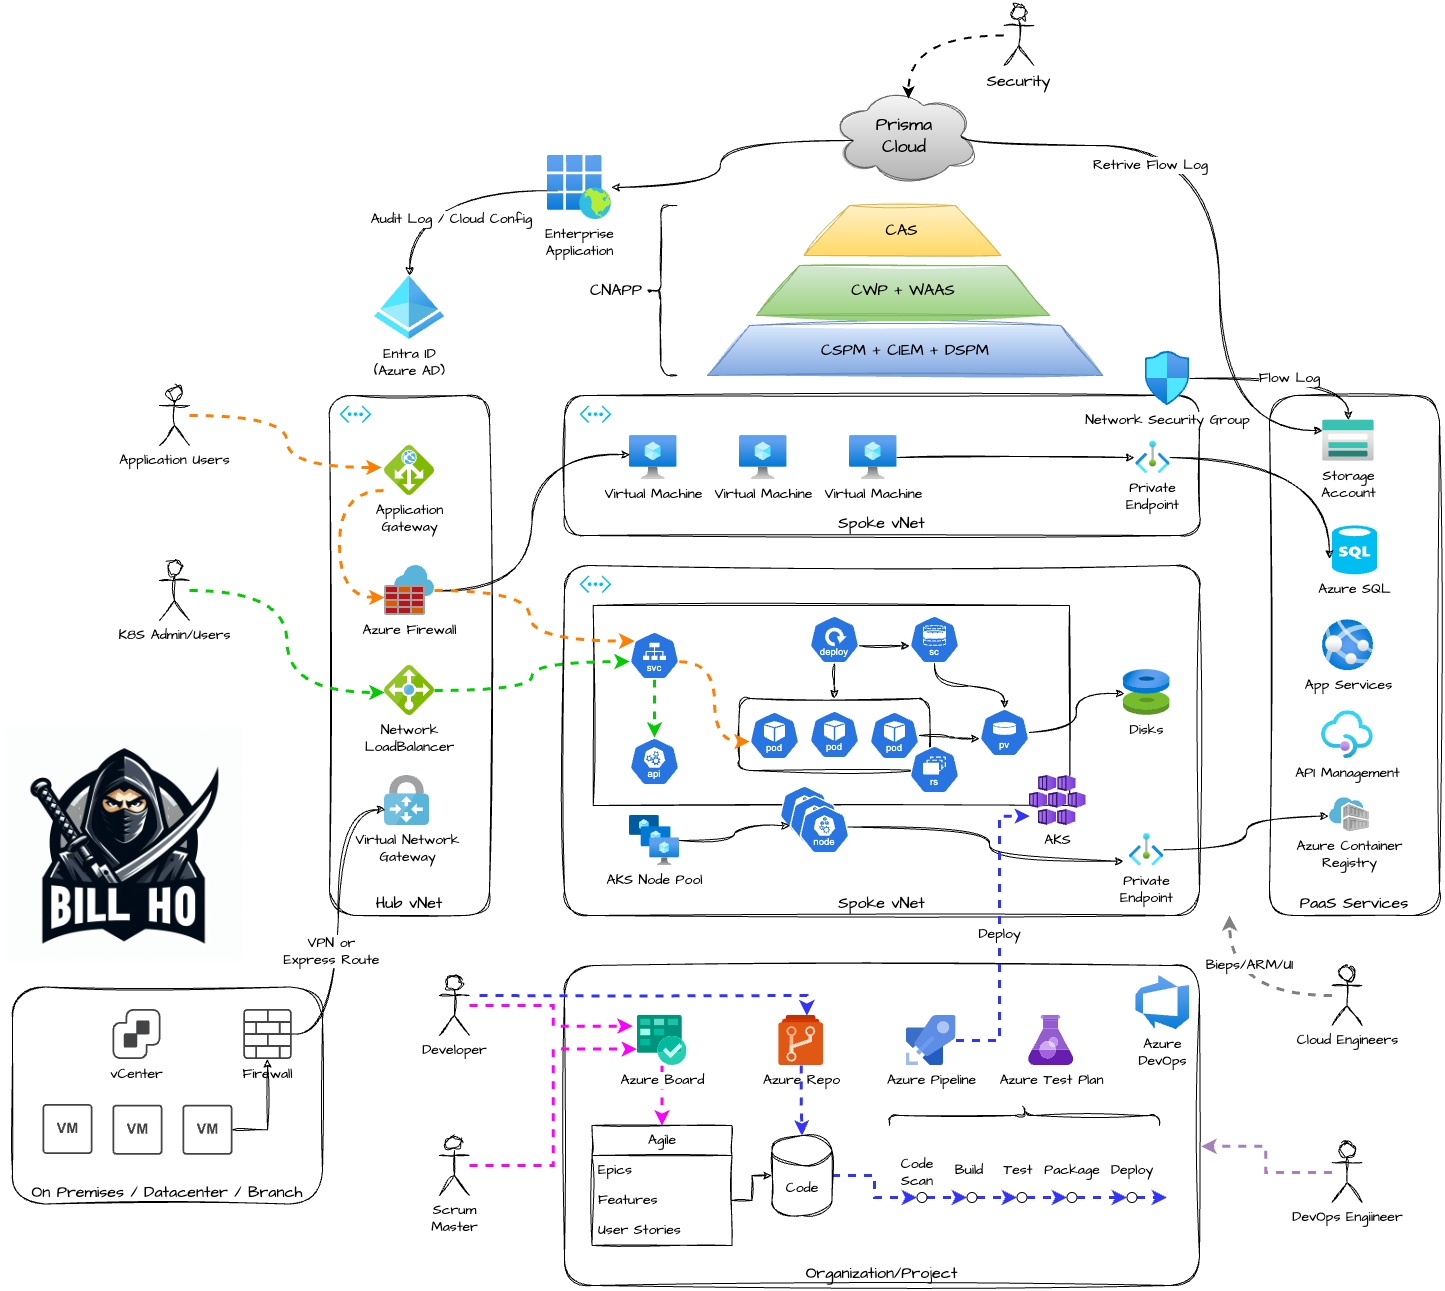 Security
Prisma
Cloud
Retrive Flow Log
Audit Log / Cloud Config
Enterprise
Application
CAS
CNAPP
CWP + WAAS
CSPM + CIEM + DSPM
Entra ID
(Azure AD)
Flow Log
Network Security Group
Application Users
Application
Gateway
Virtual Machine
Virtual Machine
Virtual Machine
Private
Endpoint
Spoke vNet
Storage
Account
SQL
Azure SQL
K8S Admin/Users
Azure Firewall
svc
deploy
sc
App Services
Network
LoadBalancer
api
pod
pod
pod
rs
pv
Disks
API Management
Virtual Network
Gateway
AKS Node Pool
node
AKS
Private
Endpoint
Azure Container
Registry
Hub vNet
Spoke vNet
PaaS Services
BILL HO
VPN or
Express Route
Deploy
Bieps/ARM/UI
Cloud Engineers
vCenter
Firewall
VM
VM
VM
On Premises / Datacenter / Branch
Developer
Azure Board
Azure Repo
Azure Pipeline
Azure Test Plan
Azure
DevOps
Agile
Epics
Features
User Stories
Code
Code
Scan
Build
Test
Package
Deploy
Scrum
Master
DevOps Engiineer
Organization/Project